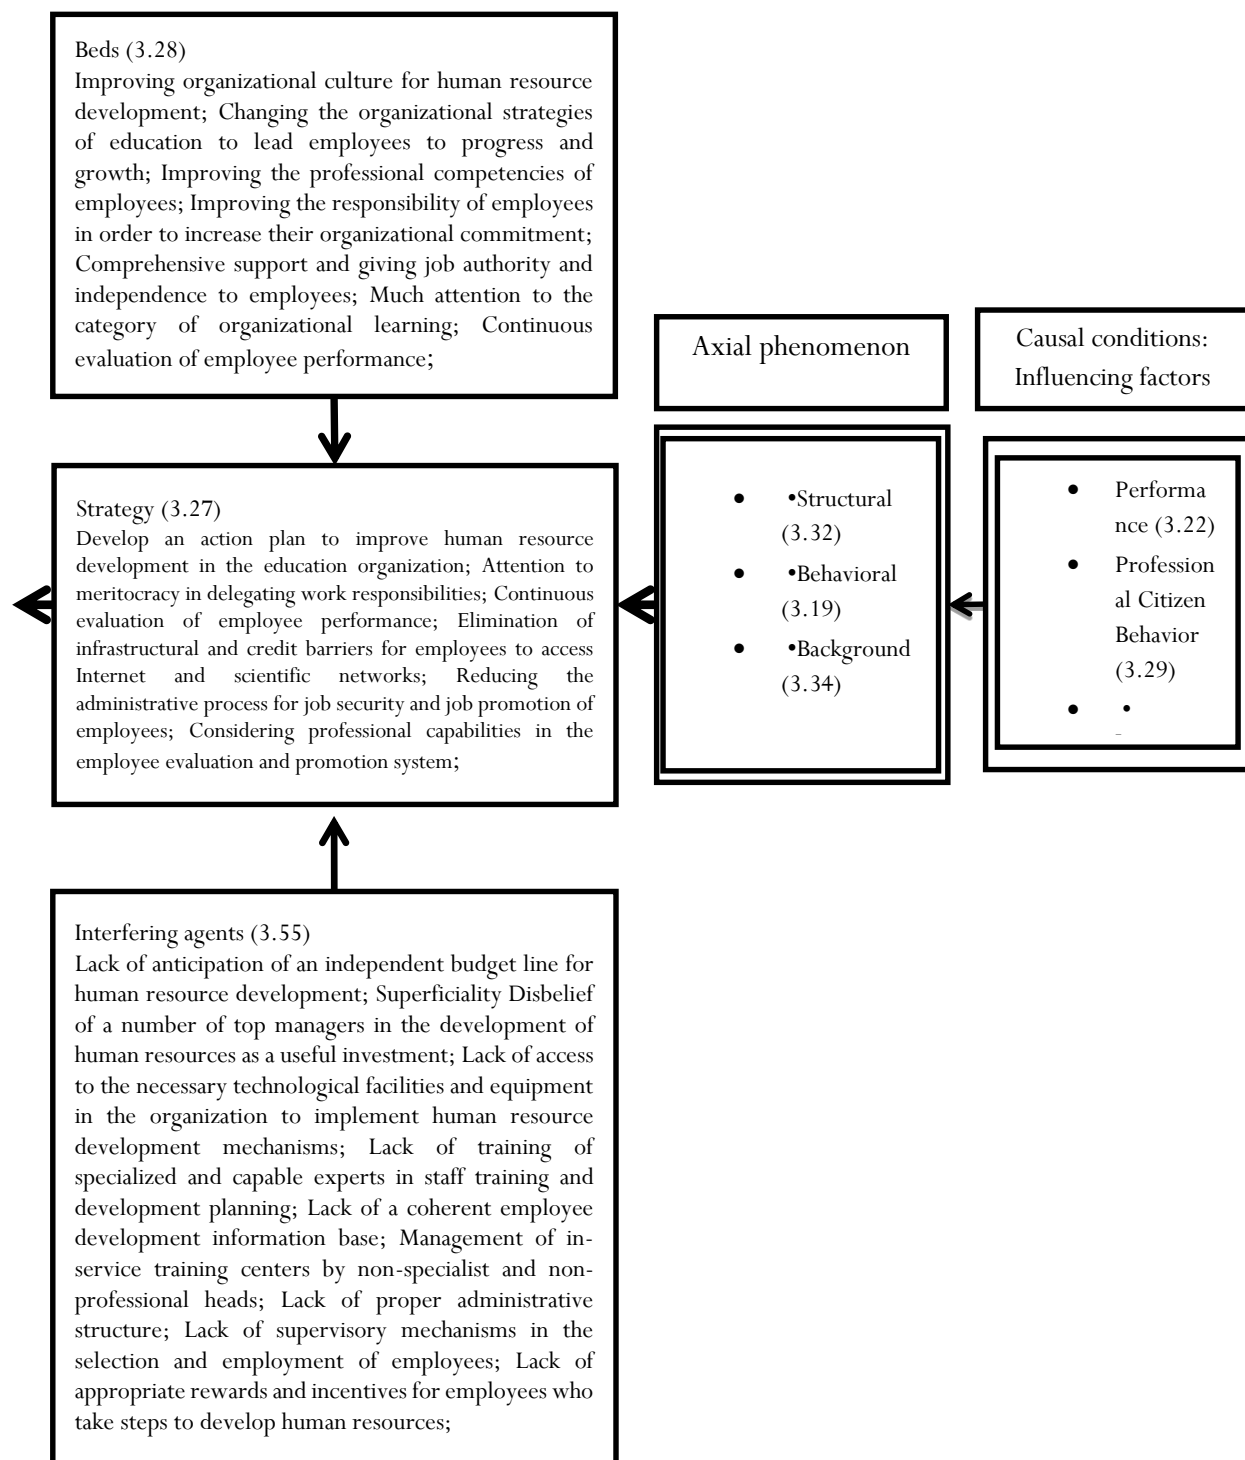 Beds (3.28)
Improving organizational culture for human resource
development; Changing the organizational strategies
of education to lead employees to progress and
growth; Improving the professional competencies of
employees; Improving the responsibility of employees
in order to increase their organizational commitment;
Comprehensive support and giving job authority and
independence to employees; Much attention to the
category of organizational learning; Continuous
evaluation of employee performance;
Axial phenomenon
Causal conditions:
Influencing factors
Strategy (3.27)
Develop an action plan to improve human resource
development in the education organization; Attention to
meritocracy in delegating work responsibilities; Continuous
evaluation of employee performance; Elimination of
infrastructural and credit barriers for employees to access
Internet and scientific networks; Reducing the
administrative process for job security and job promotion of
employees; Considering professional capabilities in the
employee evaluation and promotion system;
• •Structural
(3.32)
• •Behavioral
(3.19)
• •Background
(3.34)
• Performa
nce (3.22)
• Profession
al Citizen
Behavior
(3.29)
• •
Interfering agents (3.55)
Lack of anticipation of an independent budget line for
human resource development; Superficiality Disbelief
of a number of top managers in the development of
human resources as a useful investment; Lack of access
to the necessary technological facilities and equipment
in the organization to implement human resource
development mechanisms; Lack of training of
specialized and capable experts in staff training and
development planning; Lack of a coherent employee
development information base; Management of in-
service training centers by non-specialist and non-
professional heads; Lack of proper administrative
structure; Lack of supervisory mechanisms in the
selection and employment of employees; Lack of
appropriate rewards and incentives for employees who
take steps to develop human resources;